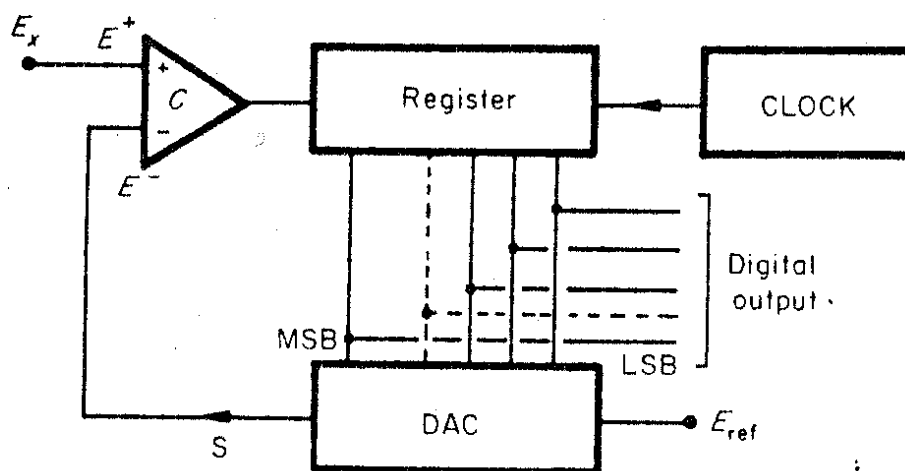 E_x
E^+
+
C
-
E^-
Register
CLOCK
Digital
output
MSB
LSB
DAC
S
E_ref